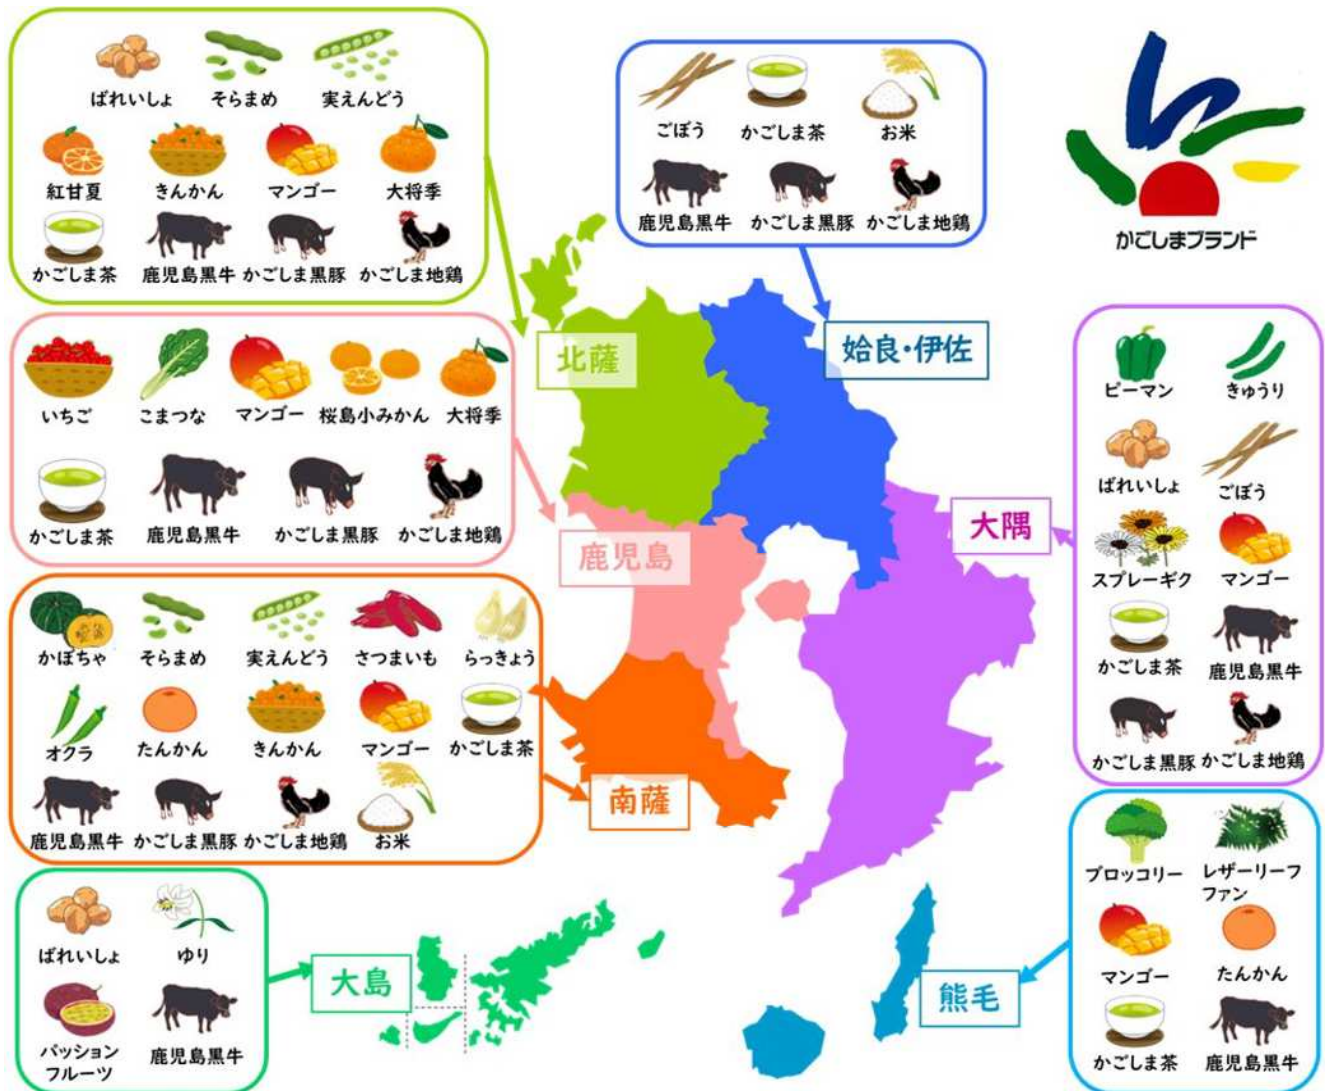 ばれいしょ
そらまめ
実えんどう
紅甘夏
きんかん
マンゴー
大将季
かごしま茶
鹿児島黒牛
かごしま黒豚
かごしま地鶏
ごぼう
かごしま茶
お米
鹿児島黒牛
かごしま黒豚
かごしま地鶏
かごしまブランド
北薩
姶良・伊佐
いちご
こまつな
マンゴー
桜島小みかん
大将季
かごしま茶
鹿児島黒牛
かごしま黒豚
かごしま地鶏
鹿児島
大隅
ピーマン
きゅうり
ばれいしょ
ごぼう
スプレーギク
マンゴー
かごしま茶
鹿児島黒牛
かごしま黒豚
かごしま地鶏
かぼちゃ
そらまめ
実えんどう
さつまいも
らっきょう
オクラ
たんかん
きんかん
マンゴー
かごしま茶
鹿児島黒牛
かごしま黒豚
かごしま地鶏
お米
南薩
ばれいしょ
ゆり
パッション
フルーツ
鹿児島黒牛
大島
熊毛
ブロッコリー
レザーリーフ
ファン
マンゴー
たんかん
かごしま茶
鹿児島黒牛